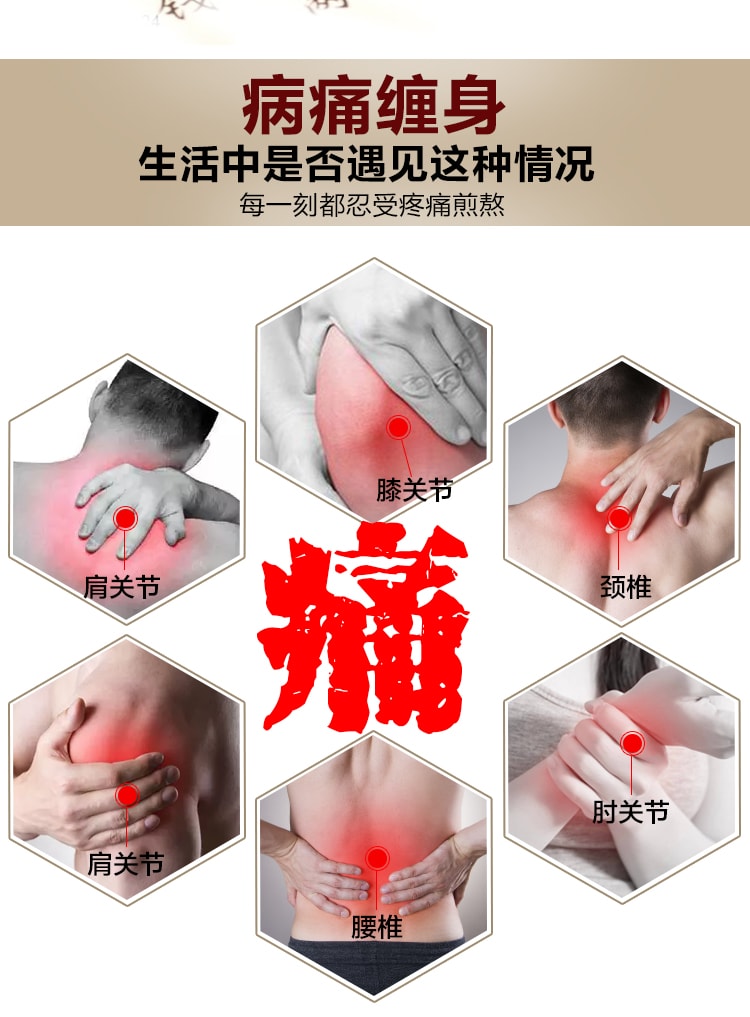 病痛缠身
生活中是否遇见这种情况
每一刻都忍受疼痛煎熬
膝关节
肩关节
颈椎
痛
肩关节
肘关节
腰椎